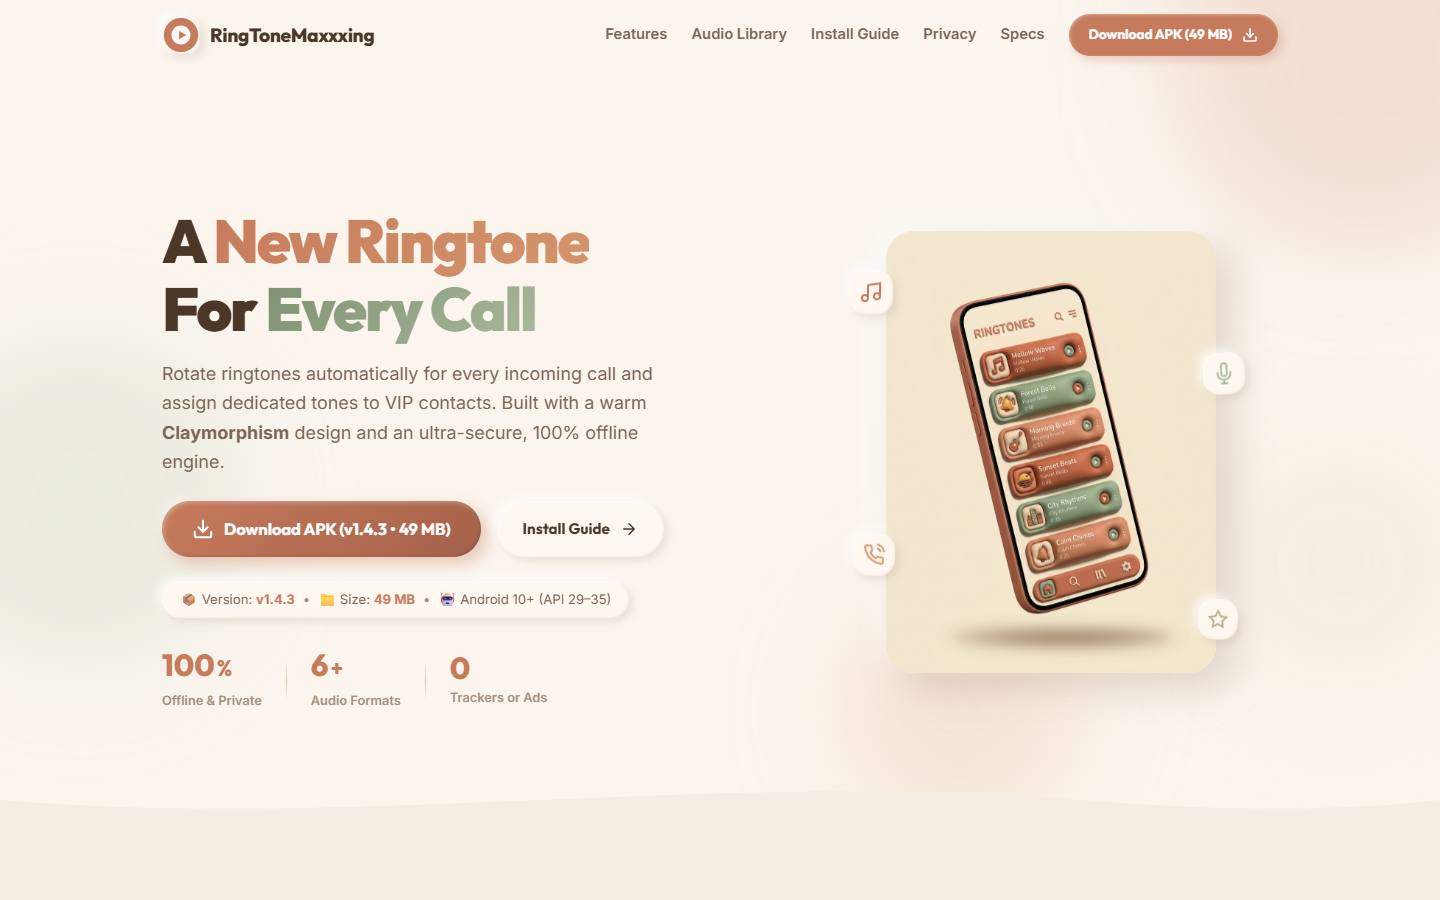 RingToneMaxxxing
Features
Audio Library
Install Guide
Privacy
Specs
Download APK (49 MB)
A New Ringtone
For Every Call
Rotate ringtones automatically for every incoming call and
assign dedicated tones to VIP contacts. Built with a warm
Claymorphism design and an ultra-secure, 100% offline
engine.
Download APK (v1.4.3 • 49 MB)
Install Guide
Version: v1.4.3 • Size: 49 MB • Android 10+ (API 29–35)
100%
Offline & Private
6+
Audio Formats
0
Trackers or Ads
RINGTONES
Mellow Waves
Forest Bells
Morning Breeze
Sunset Beats
City Rhythms
Calm Chimes